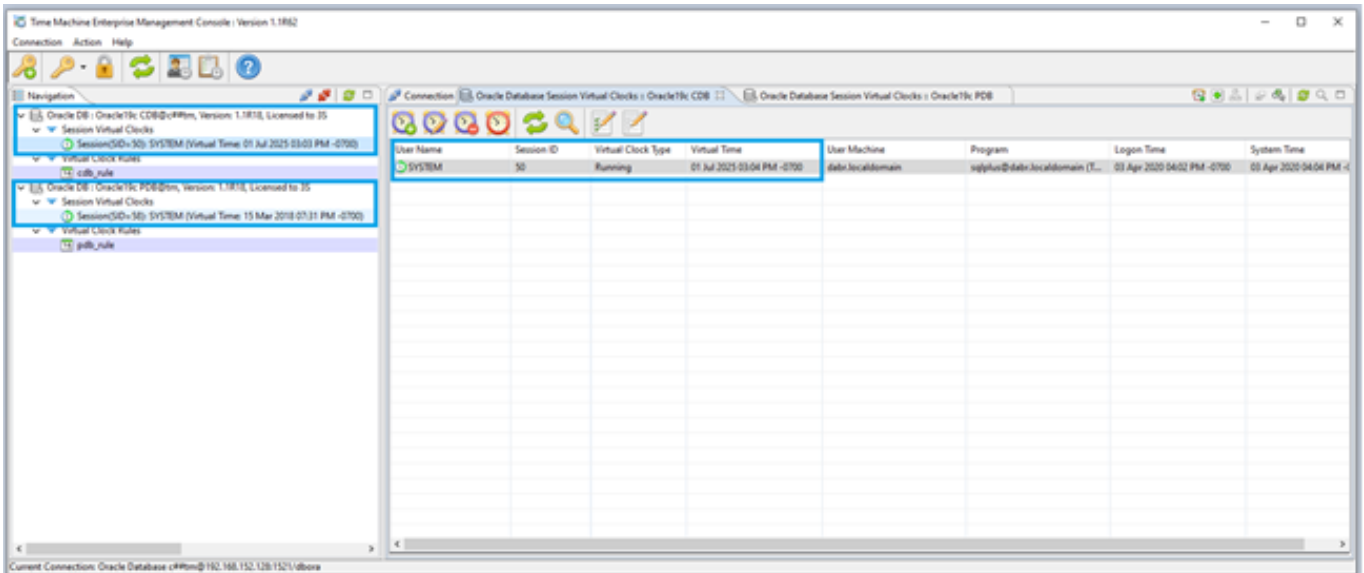 Time Machine Enterprise Management Console : Version 1.1R62
Connection Action Help
Navigation
Oracle DB : Oracle19c CDB@c##tm, Version: 1.1R18, Licensed to 3S
Session Virtual Clocks
Session(SID=50): SYSTEM (Virtual Time: 01 Jul 2025 03:03 PM -0700)
Virtual Clock Rules
cdb_rule
Oracle DB : Oracle19c PDB@tm, Version: 1.1R18, Licensed to 3S
Session Virtual Clocks
Session(SID=58): SYSTEM (Virtual Time: 15 Mar 2018 07:31 PM -0700)
Virtual Clock Rules
pdb_rule
Connection Oracle Database Session Virtual Clocks : Oracle19c CDB Oracle Database Session Virtual Clocks : Oracle19c PDB
User Name Session ID Virtual Clock Type Virtual Time User Machine Program Logon Time System Time
SYSTEM 50 Running 01 Jul 2025 03:04 PM -0700 dabr.localdomain sqlplus@dabr.localdomain (T... 03 Apr 2020 04:02 PM -0700 03 Apr 2020 04:04 PM -0
Current Connection: Oracle Database c##tm@192.168.152.128:1521/dbora